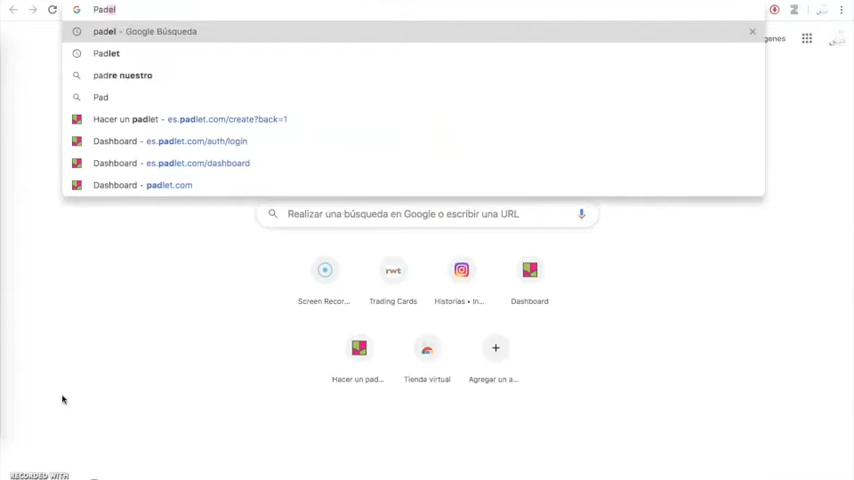 Padel
padel - Google Búsqueda
Padlet
genes
padre nuestro
Pad
Hacer un padlet - es.padlet.com/create?back=1
Dashboard - es.padlet.com/auth/login
Dashboard - es.padlet.com/dashboard
Dashboard - padlet.com
Realizar una búsqueda en Google o escribir una URL
rwt
Screen Recor...
Trading Cards
Historias • In...
Dashboard
Hacer un pad...
Tienda virtual
Agregar un a...
RECORDED WITH